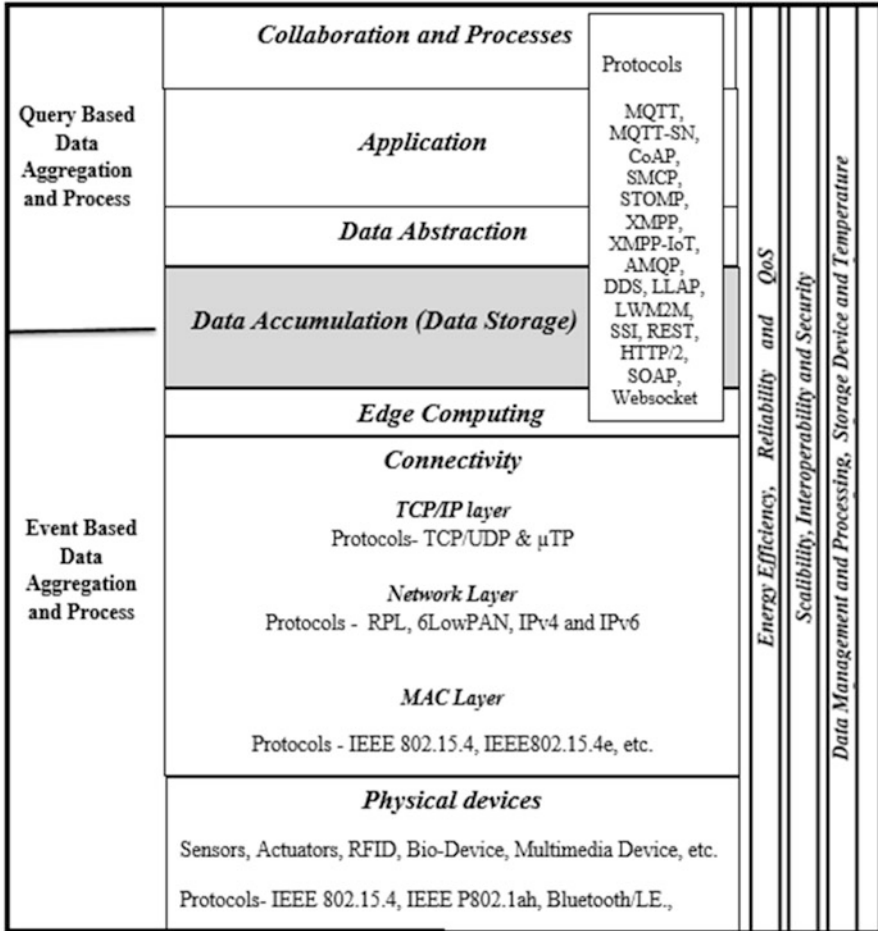 Collaboration and Processes
Query Based
Data
Aggregation
and Process
Application
Data Abstraction
Data Accumulation (Data Storage)
Protocols
MQTT,
MQTT-SN,
CoAP,
SMCP,
STOMP,
XMPP,
XMPP-IoT,
AMQP,
DDS, LLAP,
LWM2M,
SSI, REST,
HTTP/2,
SOAP,
Websocket
Edge Computing
Event Based
Data
Aggregation
and Process
Connectivity
TCP/IP layer
Protocols- TCP/UDP & µTP
Network Layer
Protocols - RPL, 6LowPAN, IPv4 and IPv6
MAC Layer
Protocols - IEEE 802.15.4, IEEE802.15.4e, etc.
Physical devices
Sensors, Actuators, RFID, Bio-Device, Multimedia Device, etc.
Protocols- IEEE 802.15.4, IEEE P802.1ah, Bluetooth/LE.,
Energy Efficiency, Reliability and QoS
Scalibility, Interoperability and Security
Data Management and Processing, Storage Device and Temperature